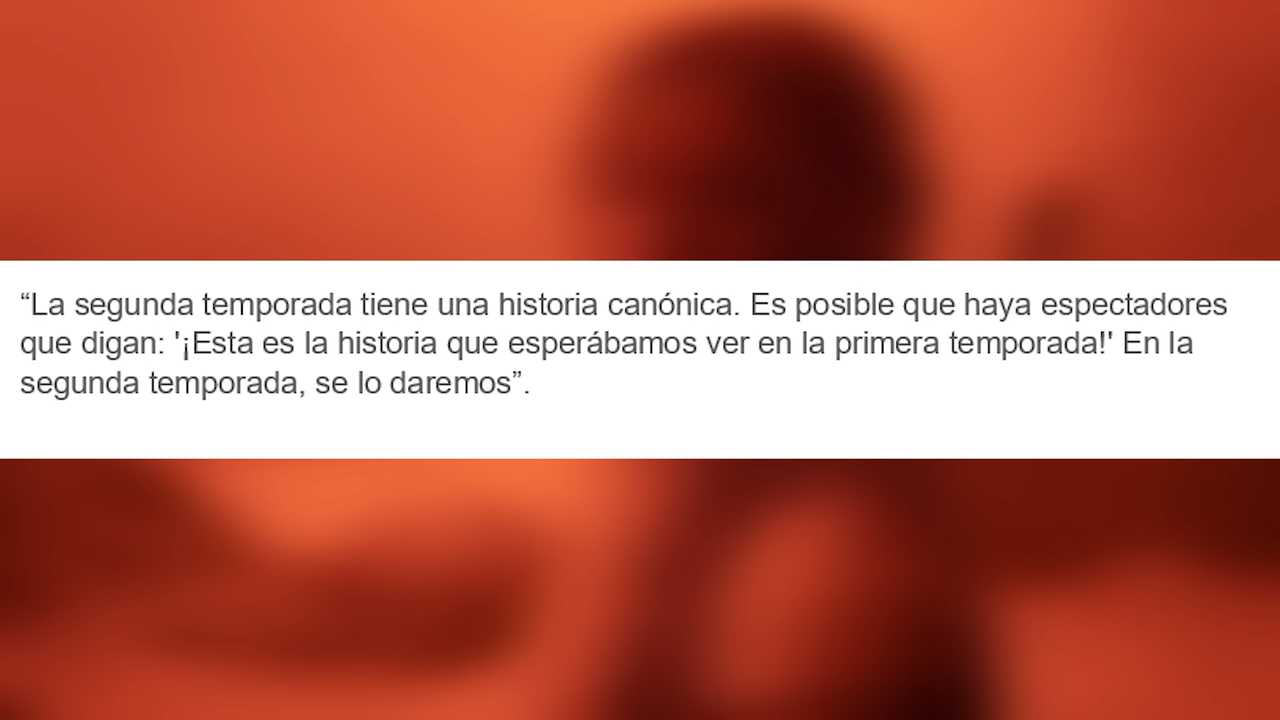 “La segunda temporada tiene una historia canónica. Es posible que haya espectadores
que digan: '¡Esta es la historia que esperábamos ver en la primera temporada!' En la
segunda temporada, se lo daremos”.